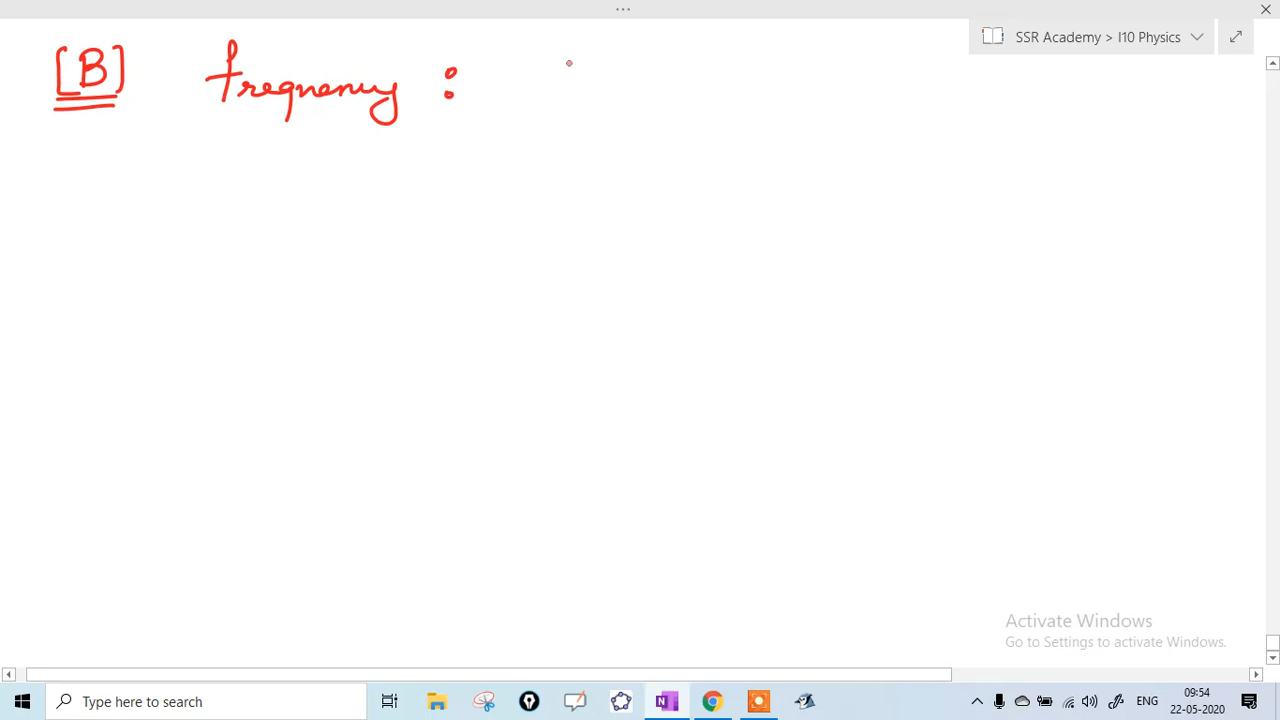 SSR Academy > I10 Physics
[B] frequency :
Activate Windows
Go to Settings to activate Windows.
Type here to search
ENG
09:54
22-05-2020